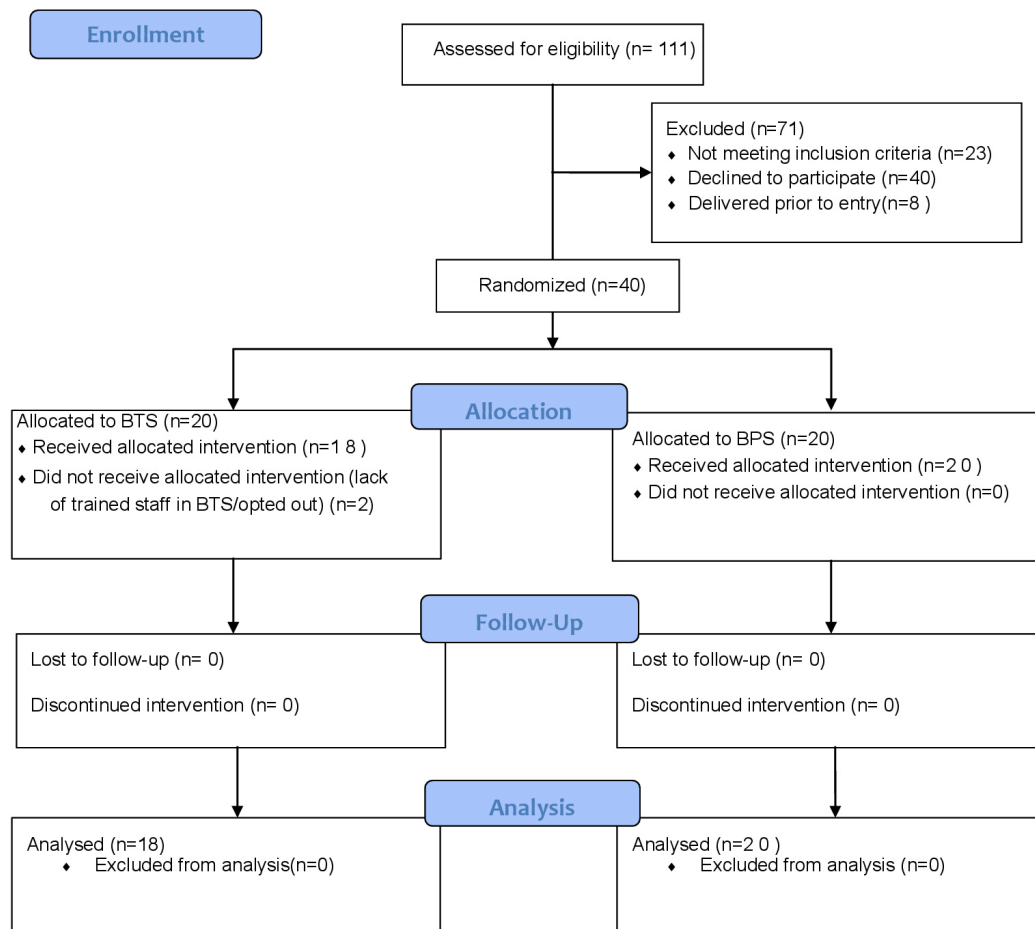 Enrollment
Assessed for eligibility (n= 111)
Excluded (n=71)
♦ Not meeting inclusion criteria (n=23)
♦ Declined to participate (n=40)
♦ Delivered prior to entry(n=8 )
Randomized (n=40)
Allocation
Allocated to BTS (n=20)
♦ Received allocated intervention (n=1 8 )
♦ Did not receive allocated intervention (lack
of trained staff in BTS/opted out) (n=2)
Allocated to BPS (n=20)
♦ Received allocated intervention (n=2 0 )
♦ Did not receive allocated intervention (n=0)
Follow-Up
Lost to follow-up (n= 0)
Discontinued intervention (n= 0)
Lost to follow-up (n= 0)
Discontinued intervention (n= 0)
Analysis
Analysed (n=18)
♦ Excluded from analysis(n=0)
Analysed (n=2 0 )
♦ Excluded from analysis (n=0)